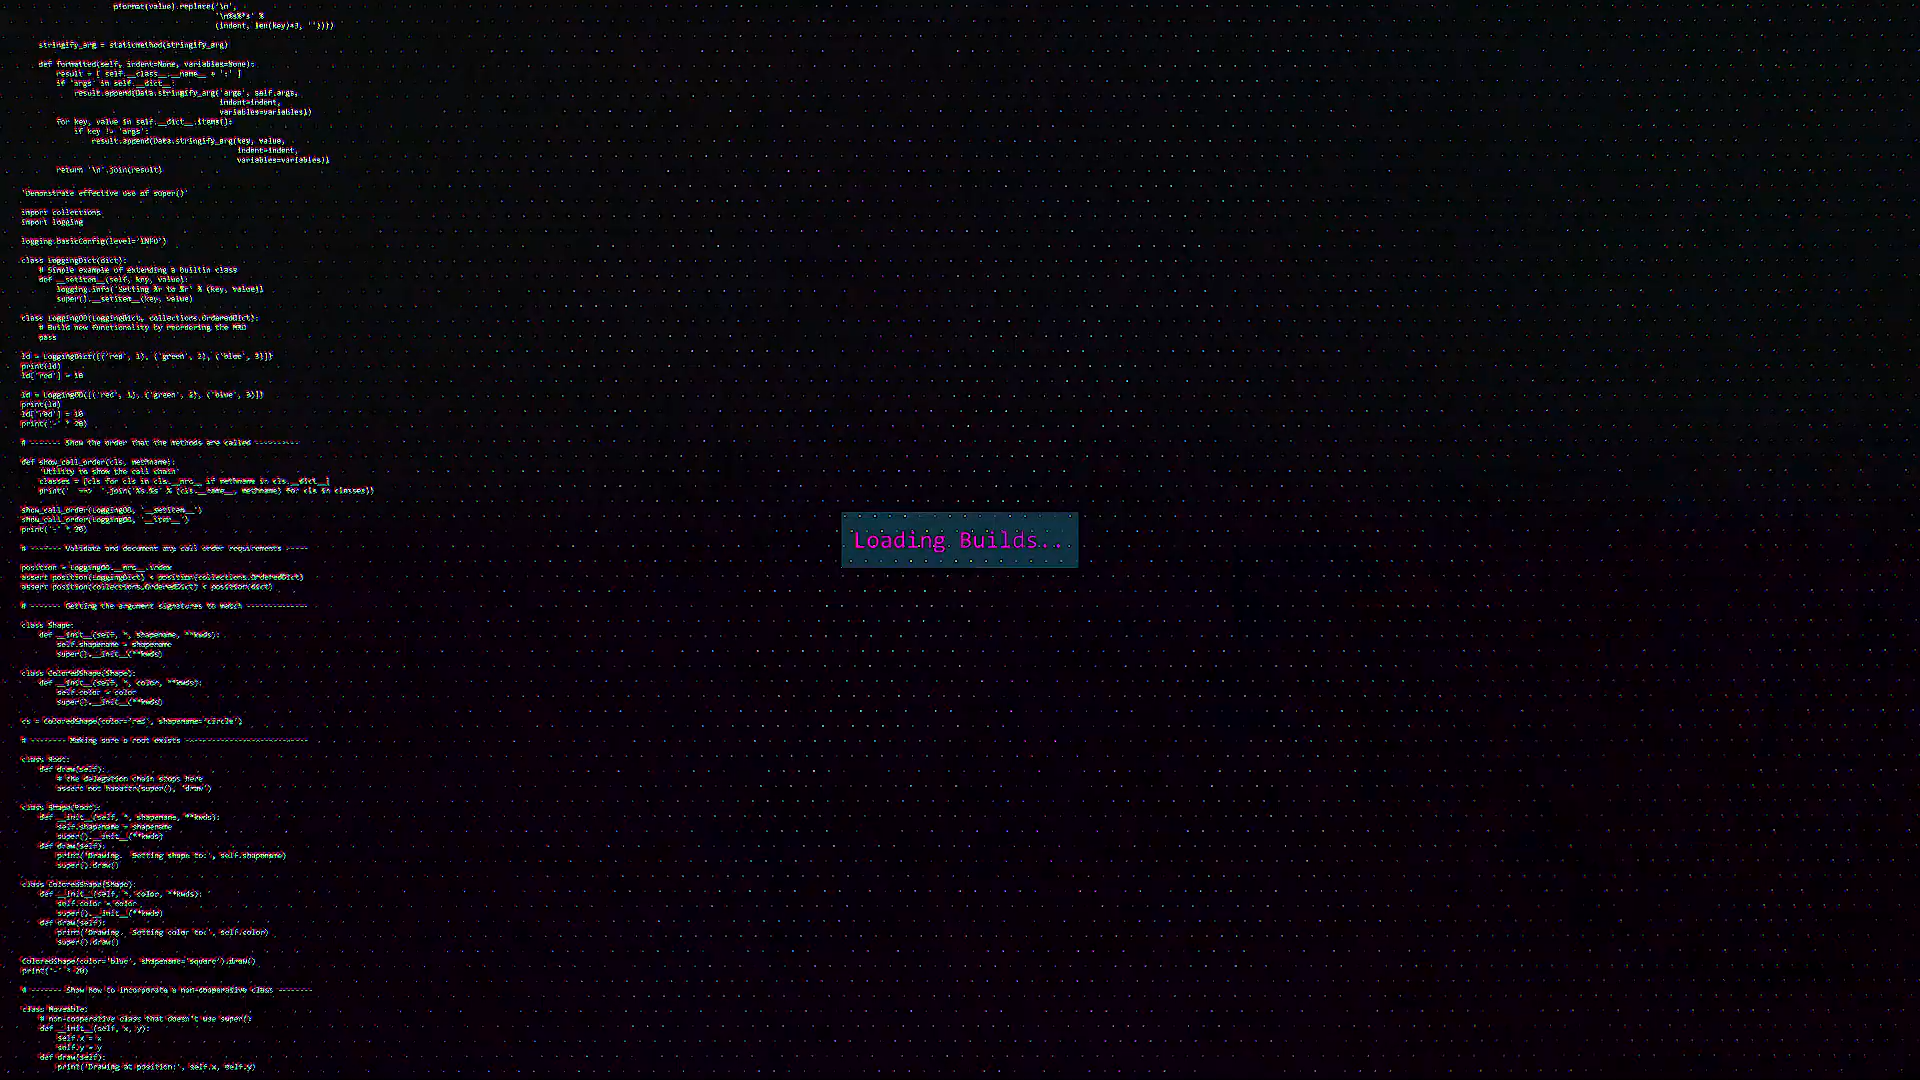 pformat(value).replace('\n',
'\n%s%*s' %
(indent, len(key)+3, ''))))
stringify_arg = staticmethod(stringify_arg)
def formatted(self, indent=None, variables=None):
result = [ self.__class__.__name__ + ':' ]
if 'args' in self.__dict__:
result.append(Data.stringify_arg('args', self.args,
indent=indent,
variables=variables))
for key, value in self.__dict__.items():
if key != 'args':
result.append(Data.stringify_arg(key, value,
indent=indent,
variables=variables))
return '\n'.join(result)
'Demonstrate effective use of super()'
import collections
import logging
logging.basicConfig(level='INFO')
class LoggingDict(dict):
# Simple example of extending a builtin class
def __setitem__(self, key, value):
logging.info('Setting %r to %r' % (key, value))
super().__setitem__(key, value)
class LoggingOD(LoggingDict, collections.OrderedDict):
# Build new functionality by reordering the MRO
pass
ld = LoggingDict([('red', 1), ('green', 2), ('blue', 3)])
print(ld)
ld['red'] = 10
ld = LoggingOD([('red', 1), ('green', 2), ('blue', 3)])
print(ld)
ld['red'] = 10
print('-' * 20)
# ------- Show the order that the methods are called ----------
def show_call_order(cls, methname):
'Utility to show the call chain'
classes = [cls for cls in cls.__mro__ if methname in cls.__dict__]
print('  ==>  '.join('%s.%s' % (cls.__name__, methname) for cls in classes))
show_call_order(LoggingOD, '__setitem__')
show_call_order(LoggingOD, '__iter__')
print('-' * 20)
# ------- Validate and document any call order requirements -----
position = LoggingOD.__mro__.index
assert position(LoggingDict) < position(collections.OrderedDict)
assert position(collections.OrderedDict) < position(dict)
# ------- Getting the argument signatures to match --------------
class Shape:
def __init__(self, *, shapename, **kwds):
self.shapename = shapename
super().__init__(**kwds)
class ColoredShape(Shape):
def __init__(self, *, color, **kwds):
self.color = color
super().__init__(**kwds)
cs = ColoredShape(color='red', shapename='circle')
# -------- Making sure a root exists ----------------------------
class Root:
def draw(self):
# the delegation chain stops here
assert not hasattr(super(), 'draw')
class Shape(Root):
def __init__(self, *, shapename, **kwds):
self.shapename = shapename
super().__init__(**kwds)
def draw(self):
print('Drawing.  Setting shape to:', self.shapename)
super().draw()
class ColoredShape(Shape):
def __init__(self, *, color, **kwds):
self.color = color
super().__init__(**kwds)
def draw(self):
print('Drawing.  Setting color to:', self.color)
super().draw()
ColoredShape(color='blue', shapename='square').draw()
print('-' * 20)
# ------- Show how to incorporate a non-cooperative class --------
class Moveable:
# non-cooperative class that doesn't use super()
def __init__(self, x, y):
self.x = x
self.y = y
def draw(self):
print('Drawing at position:', self.x, self.y)
Loading Builds...